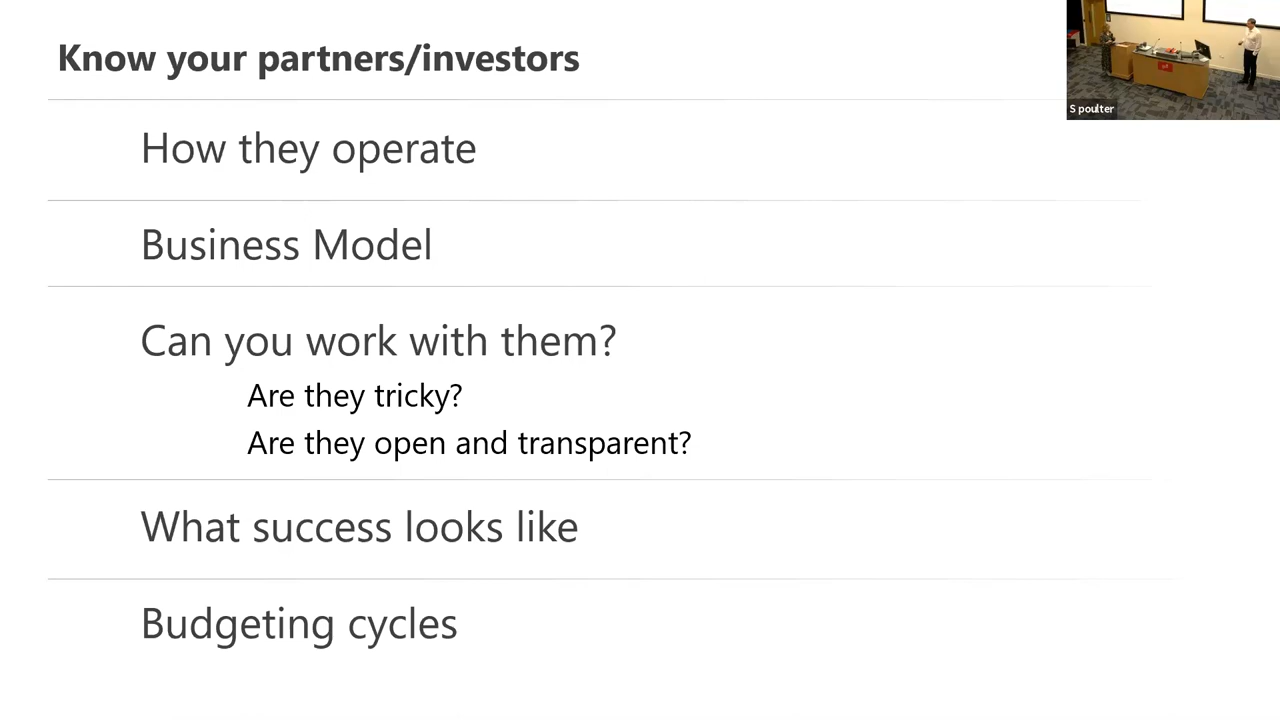 Know your partners/investors
S poulter
How they operate
Business Model
Can you work with them?
Are they tricky?
Are they open and transparent?
What success looks like
Budgeting cycles